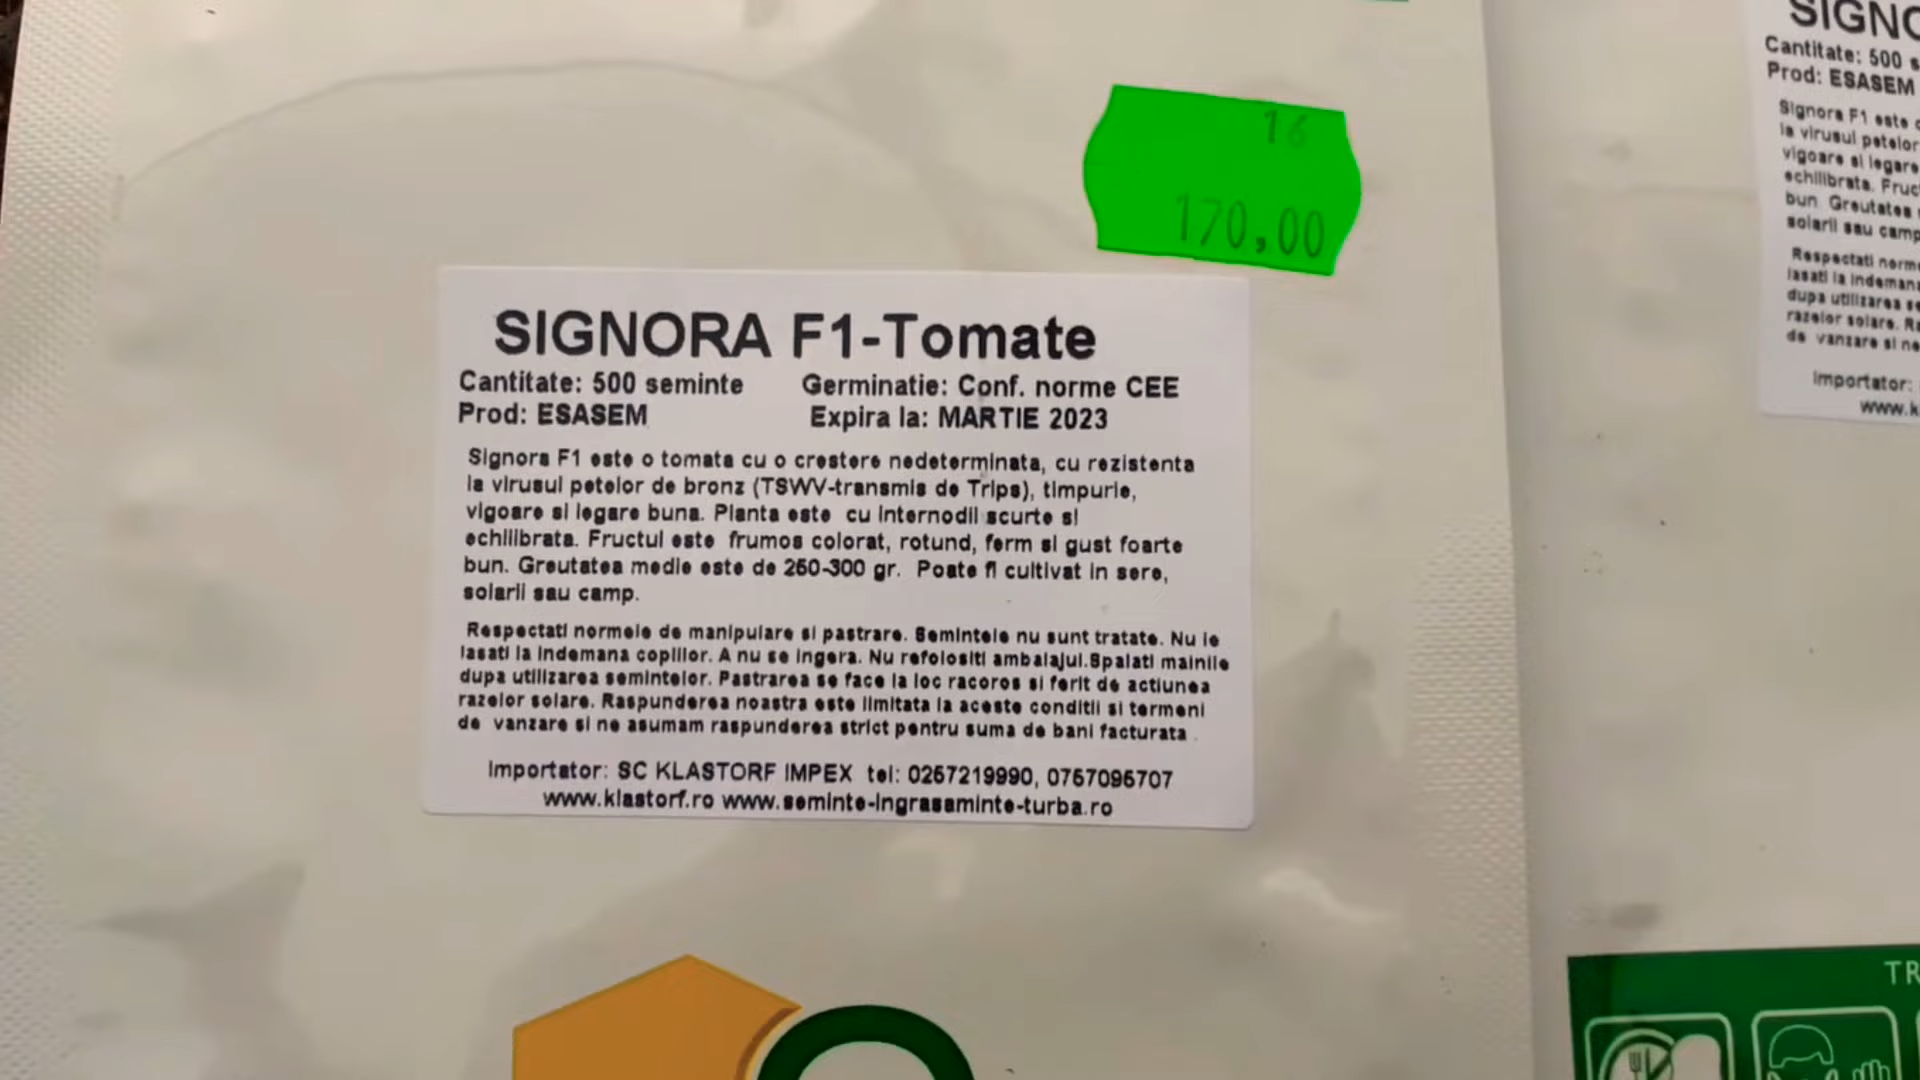 16
170,00
SIGNORA F1-Tomate
Cantitate: 500 seminte Germinatie: Conf. norme CEE
Prod: ESASEM Expira la: MARTIE 2023
Signora F1 este o tomata cu o crestere nedeterminata, cu rezistenta
la virusul petelor de bronz (TSWV-transmis de Trips), timpurie,
vigoare si legare buna. Planta este cu internodii scurte si
echilibrata. Fructul este frumos colorat, rotund, ferm si gust foarte
bun. Greutatea medie este de 250-300 gr. Poate fi cultivat in sere,
solarii sau camp.
Respectati normele de manipulare si pastrare. Semintele nu sunt tratate. Nu le
lasati la indemana copiilor. A nu se ingera. Nu refolositi ambalajul.Spalati mainile
dupa utilizarea semintelor. Pastrarea se face la loc racoros si ferit de actiunea
razelor solare. Raspunderea noastra este limitata la aceste conditii si termeni
de vanzare si ne asumam raspunderea strict pentru suma de bani facturata .
Importator: SC KLASTORF IMPEX tel: 0267219990, 0767096707
www.klastorf.ro www.seminte-ingrasaminte-turba.ro
SIGNO
Cantitate: 500 s
Prod: ESASEM
Signora F1 este
la virusul petelor
vigoare si legare
echilibrata. Fruc
bun Greutatea
solarii sau camp
Respectati norme
lasati la indemana
dupa utilizarea se
razelor solare. Ra
de vanzare si ne
Importator:
www.k
TR